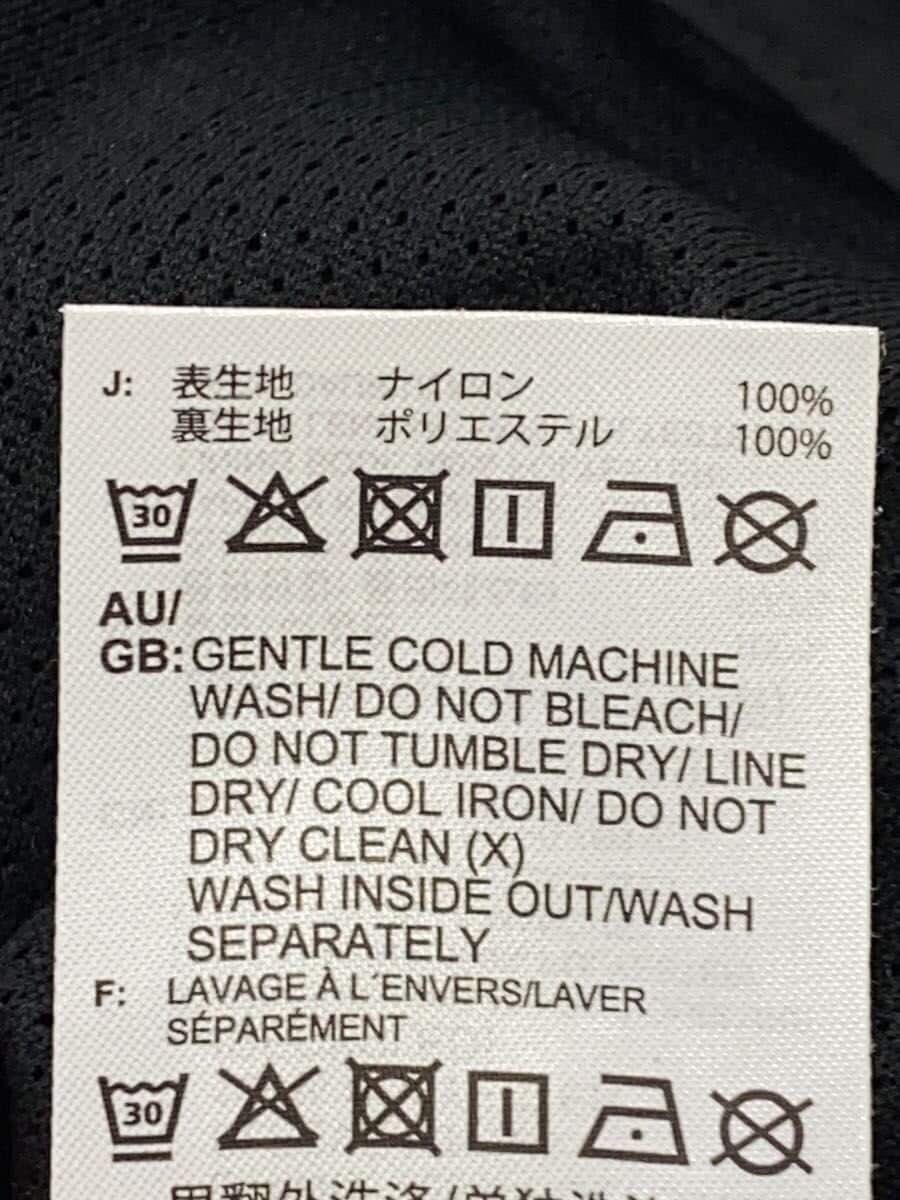 J: 表生地 ナイロン 100%
裏生地 ポリエステル 100%
30
AU/
GB: GENTLE COLD MACHINE
WASH/ DO NOT BLEACH/
DO NOT TUMBLE DRY/ LINE
DRY/ COOL IRON/ DO NOT
DRY CLEAN (X)
WASH INSIDE OUT/WASH
SEPARATELY
F: LAVAGE À L´ENVERS/LAVER
SÉPARÉMENT
30